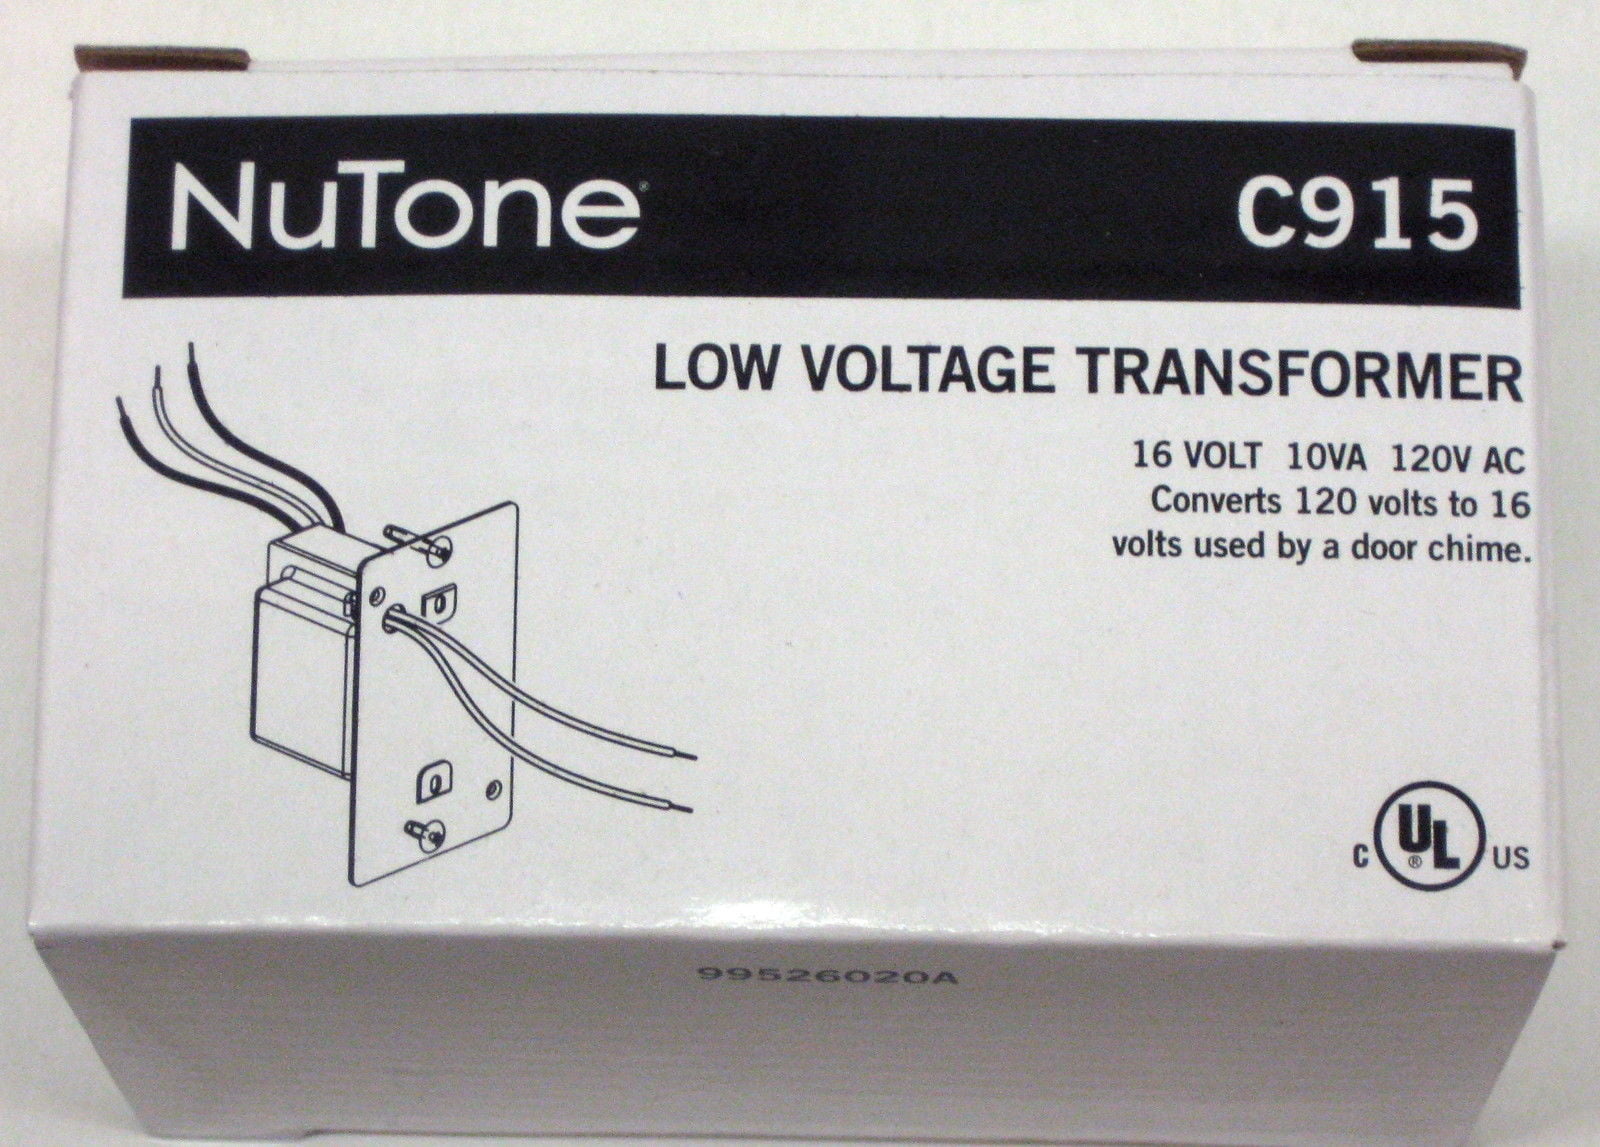 NuTone®
C915
LOW VOLTAGE TRANSFORMER
16 VOLT 10VA 120V AC
Converts 120 volts to 16
volts used by a door chime.
C UL® US
99526020A